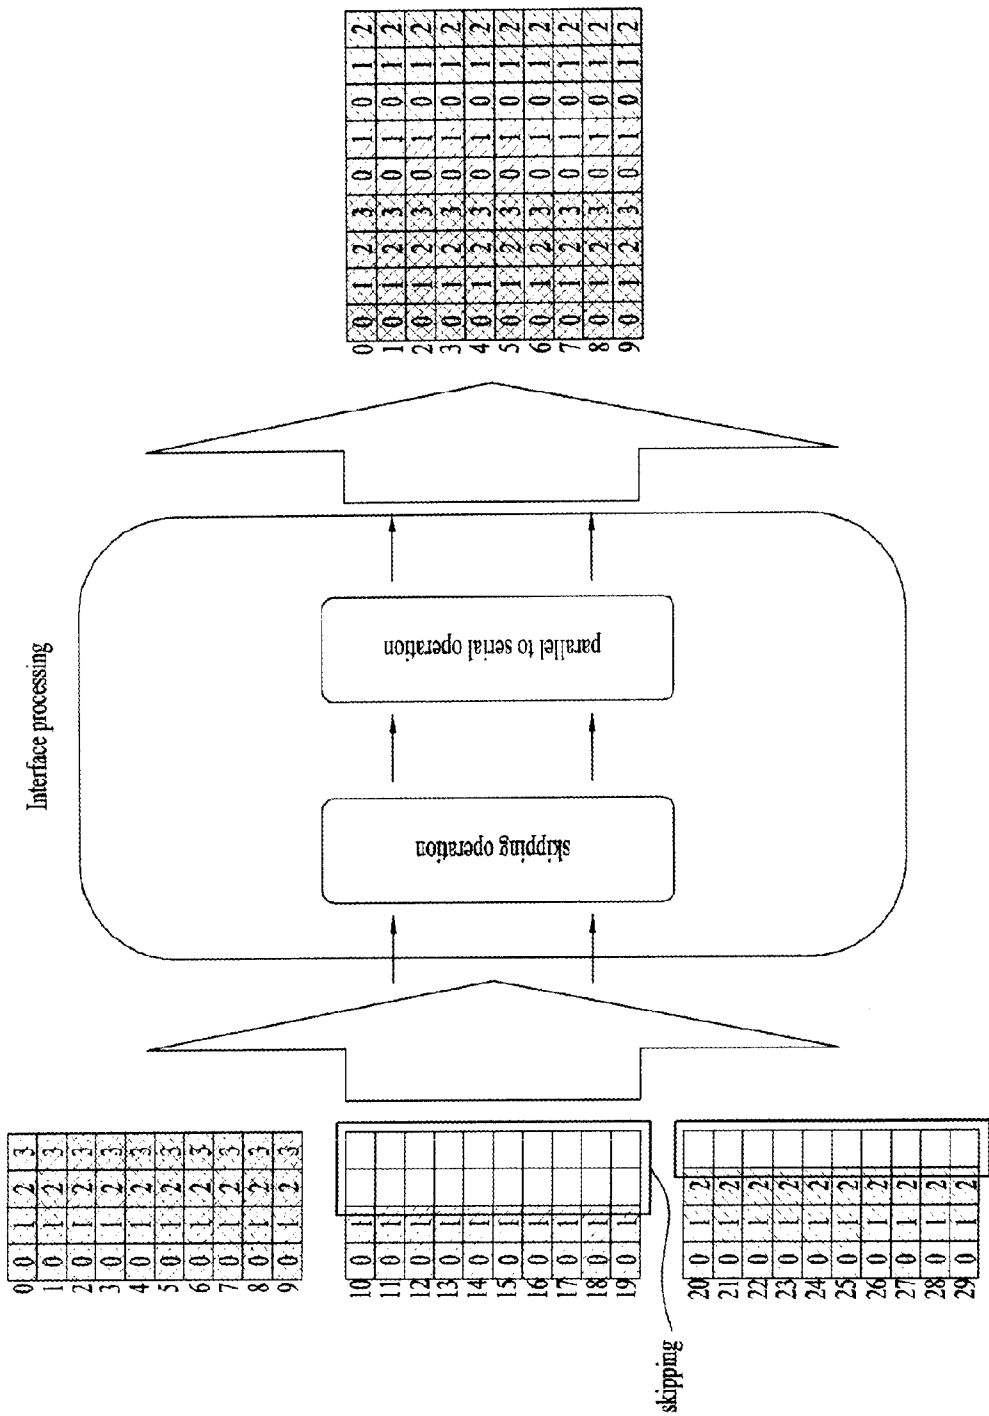 Interface processing
0 0 1 2 3
1 0 1 2 3
2 0 1 2 3
3 0 1 2 3
4 0 1 2 3
5 0 1 2 3
6 0 1 2 3
7 0 1 2 3
8 0 1 2 3
9 0 1 2 3
10 0 1
11 0 1
12 0 1
13 0 1
14 0 1
15 0 1
16 0 1
17 0 1
18 0 1
19 0 1
20 0 1 2
21 0 1 2
22 0 1 2
23 0 1 2
24 0 1 2
25 0 1 2
26 0 1 2
27 0 1 2
28 0 1 2
29 0 1 2
skipping
skipping operation
parallel to serial operation
0 0 1 2 3 0 1 0 1 2
1 0 1 2 3 0 1 0 1 2
2 0 1 2 3 0 1 0 1 2
3 0 1 2 3 0 1 0 1 2
4 0 1 2 3 0 1 0 1 2
5 0 1 2 3 0 1 0 1 2
6 0 1 2 3 0 1 0 1 2
7 0 1 2 3 0 1 0 1 2
8 0 1 2 3 0 1 0 1 2
9 0 1 2 3 0 1 0 1 2